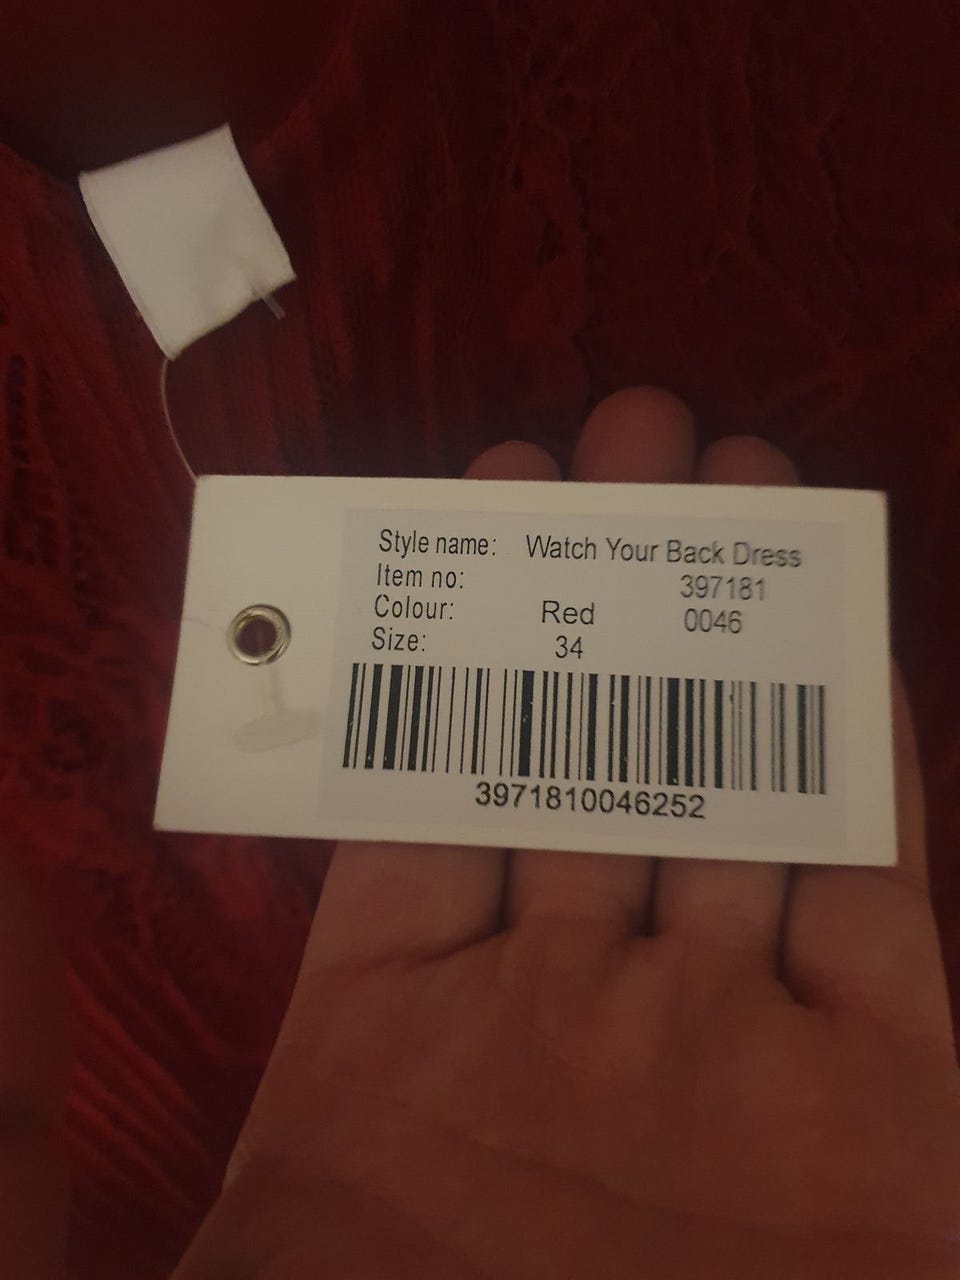 Style name: Watch Your Back Dress
Item no: 397181
Colour: Red 0046
Size: 34
3971810046252